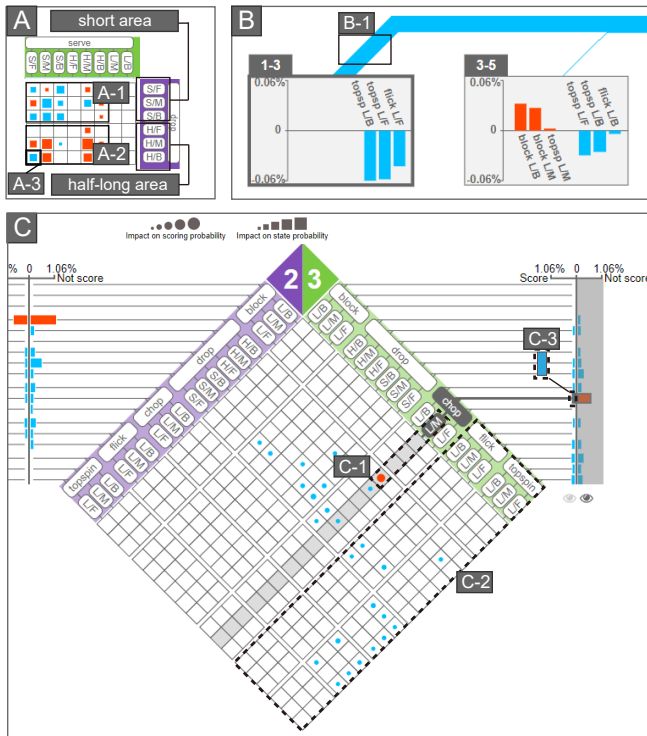 A
short area
serve
S/F
S/M
S/B
H/F
H/M
H/B
L/M
L/B
A-1
S/F
S/M
S/B
drop
A-2
H/F
H/M
H/B
A-3
half-long area
B
B-1
1-3
0.06%
0
-0.06%
topsp L/B
topsp L/F
flick L/F
3-5
0.06%
0
-0.06%
block L/B
block L/M
topsp L/M
topsp L/F
topsp L/B
flick L/F
C
Impact on scoring probability
Impact on state probability
% 0 1.06%
Not score
1.06% 0 1.06%
Score
Not score
2
3
block
drop
chop
flick
topspin
L/B
L/M
L/F
H/B
H/M
H/F
S/B
S/M
S/F
L/B
L/M
L/F
L/B
L/M
L/F
L/B
L/M
L/F
block
drop
chop
flick
topspin
L/B
L/M
L/F
H/B
H/M
H/F
S/B
S/M
S/F
L/B
L/M
L/F
L/B
L/M
L/F
L/B
L/M
L/F
C-1
C-2
C-3